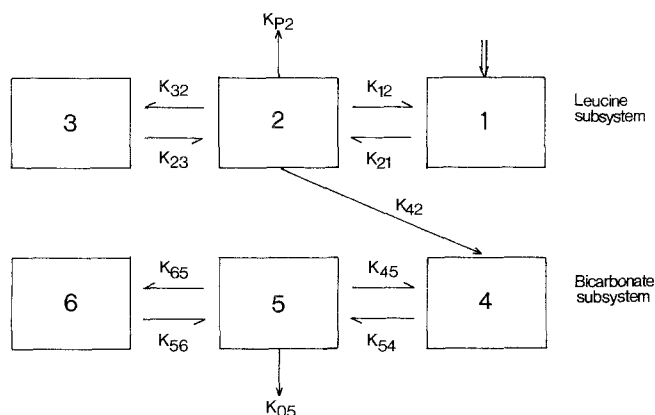 KP2
K32
K12
3
2
1
Leucine
subsystem
K23
K21
K42
K65
K45
Bicarbonate
subsystem
6
5
4
K56
K54
K05